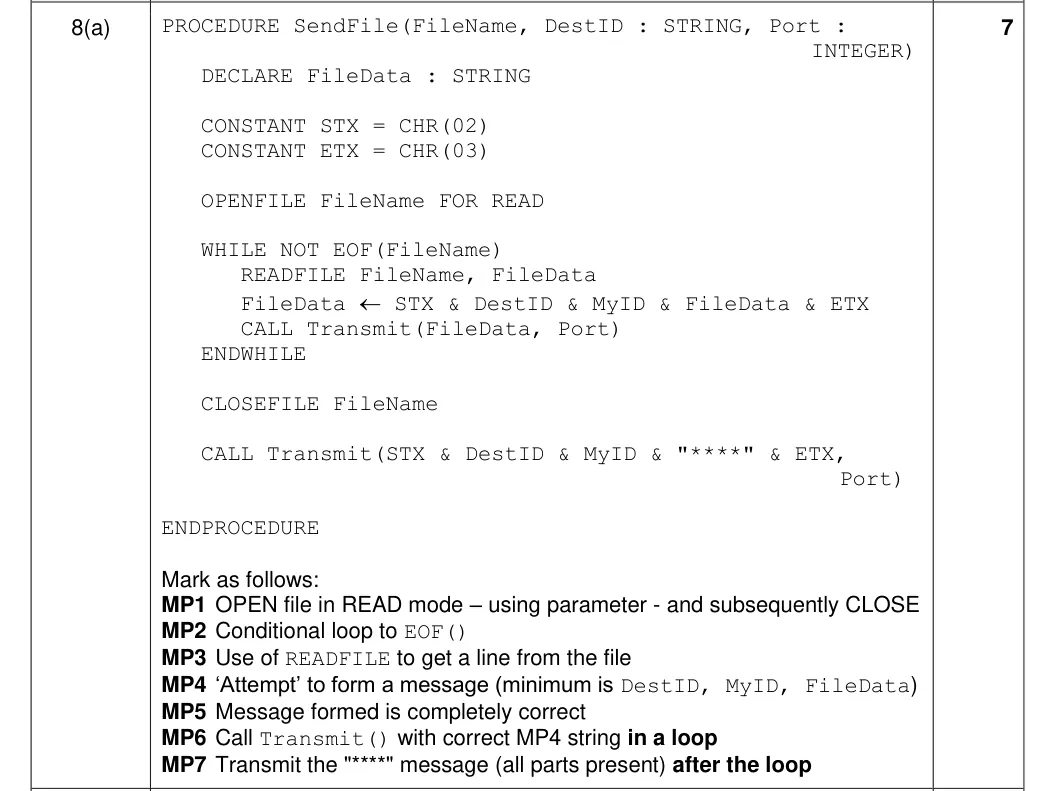 8(a)
PROCEDURE SendFile(FileName, DestID : STRING, Port :
7
INTEGER)
DECLARE FileData : STRING
CONSTANT STX = CHR(02)
CONSTANT ETX = CHR(03)
OPENFILE FileName FOR READ
WHILE NOT EOF(FileName)
READFILE FileName, FileData
FileData ← STX & DestID & MyID & FileData & ETX
CALL Transmit(FileData, Port)
ENDWHILE
CLOSEFILE FileName
CALL Transmit(STX & DestID & MyID & "****" & ETX,
Port)
ENDPROCEDURE
Mark as follows:
MP1 OPEN file in READ mode – using parameter - and subsequently CLOSE
MP2 Conditional loop to EOF()
MP3 Use of READFILE to get a line from the file
MP4 ‘Attempt’ to form a message (minimum is DestID, MyID, FileData)
MP5 Message formed is completely correct
MP6 Call Transmit() with correct MP4 string in a loop
MP7 Transmit the "****" message (all parts present) after the loop